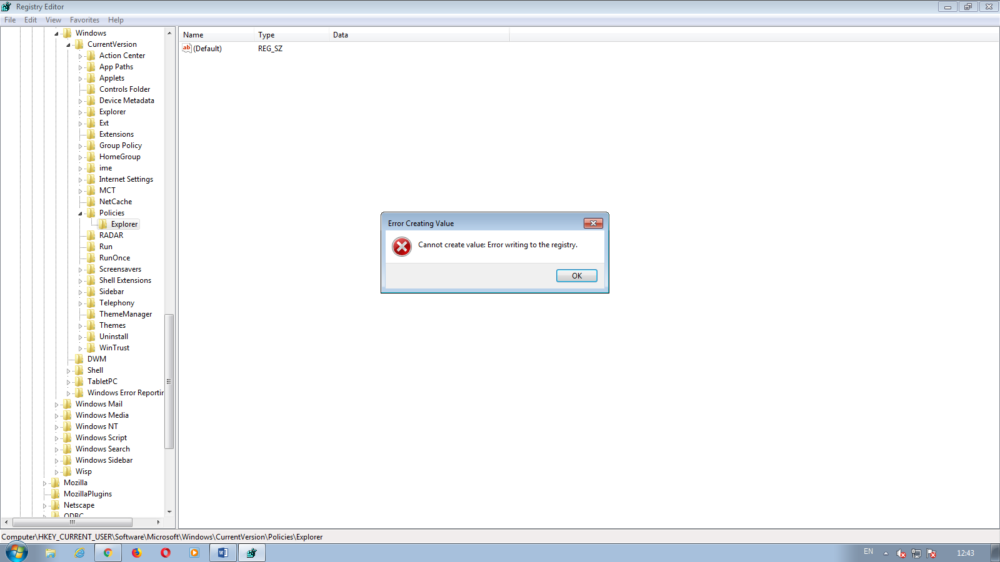 Registry Editor
File Edit View Favorites Help
Name Type Data
(Default) REG_SZ
Windows
CurrentVersion
Action Center
App Paths
Applets
Controls Folder
Device Metadata
Explorer
Ext
Extensions
Group Policy
HomeGroup
ime
Internet Settings
MCT
NetCache
Policies
Explorer
RADAR
Run
RunOnce
Screensavers
Shell Extensions
Sidebar
Telephony
ThemeManager
Themes
Uninstall
WinTrust
DWM
Shell
TabletPC
Windows Error Reportin
Windows Mail
Windows Media
Windows NT
Windows Script
Windows Search
Windows Sidebar
Wisp
Mozilla
MozillaPlugins
Netscape
ODBC
Error Creating Value
Cannot create value: Error writing to the registry.
OK
Computer\HKEY_CURRENT_USER\Software\Microsoft\Windows\CurrentVersion\Policies\Explorer
EN 12:43